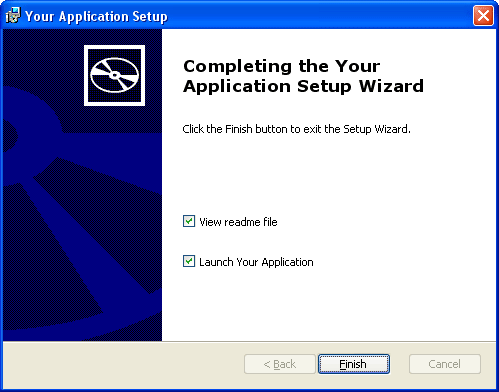 Your Application Setup
Completing the Your
Application Setup Wizard
Click the Finish button to exit the Setup Wizard.
View readme file
Launch Your Application
< Back
Finish
Cancel